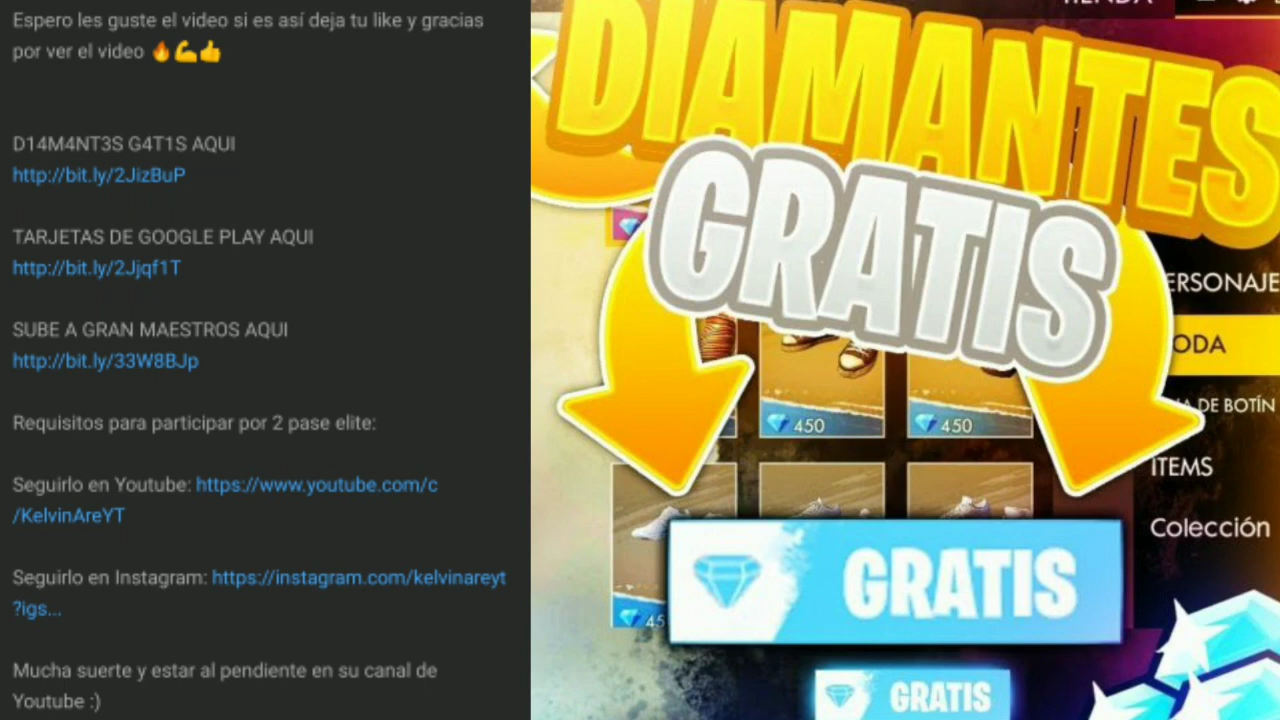 Espero les guste el video si es así deja tu like y gracias
por ver el video 🔥💪👍
D14M4NT3S G4T1S AQUI
http://bit.ly/2JizBuP
TARJETAS DE GOOGLE PLAY AQUI
http://bit.ly/2Jjqf1T
SUBE A GRAN MAESTROS AQUI
http://bit.ly/33W8BJp
Requisitos para participar por 2 pase elite:
Seguirlo en Youtube: https://www.youtube.com/c
/KelvinAreYT
Seguirlo en Instagram: https://instagram.com/kelvinareyt
?igs...
Mucha suerte y estar al pendiente en su canal de
Youtube :)
TIENDA
DIAMANTES
GRATIS
ERSONAJE
ODA
DE BOTÍN
450
450
ITEMS
Colección
GRATIS
45
GRATIS